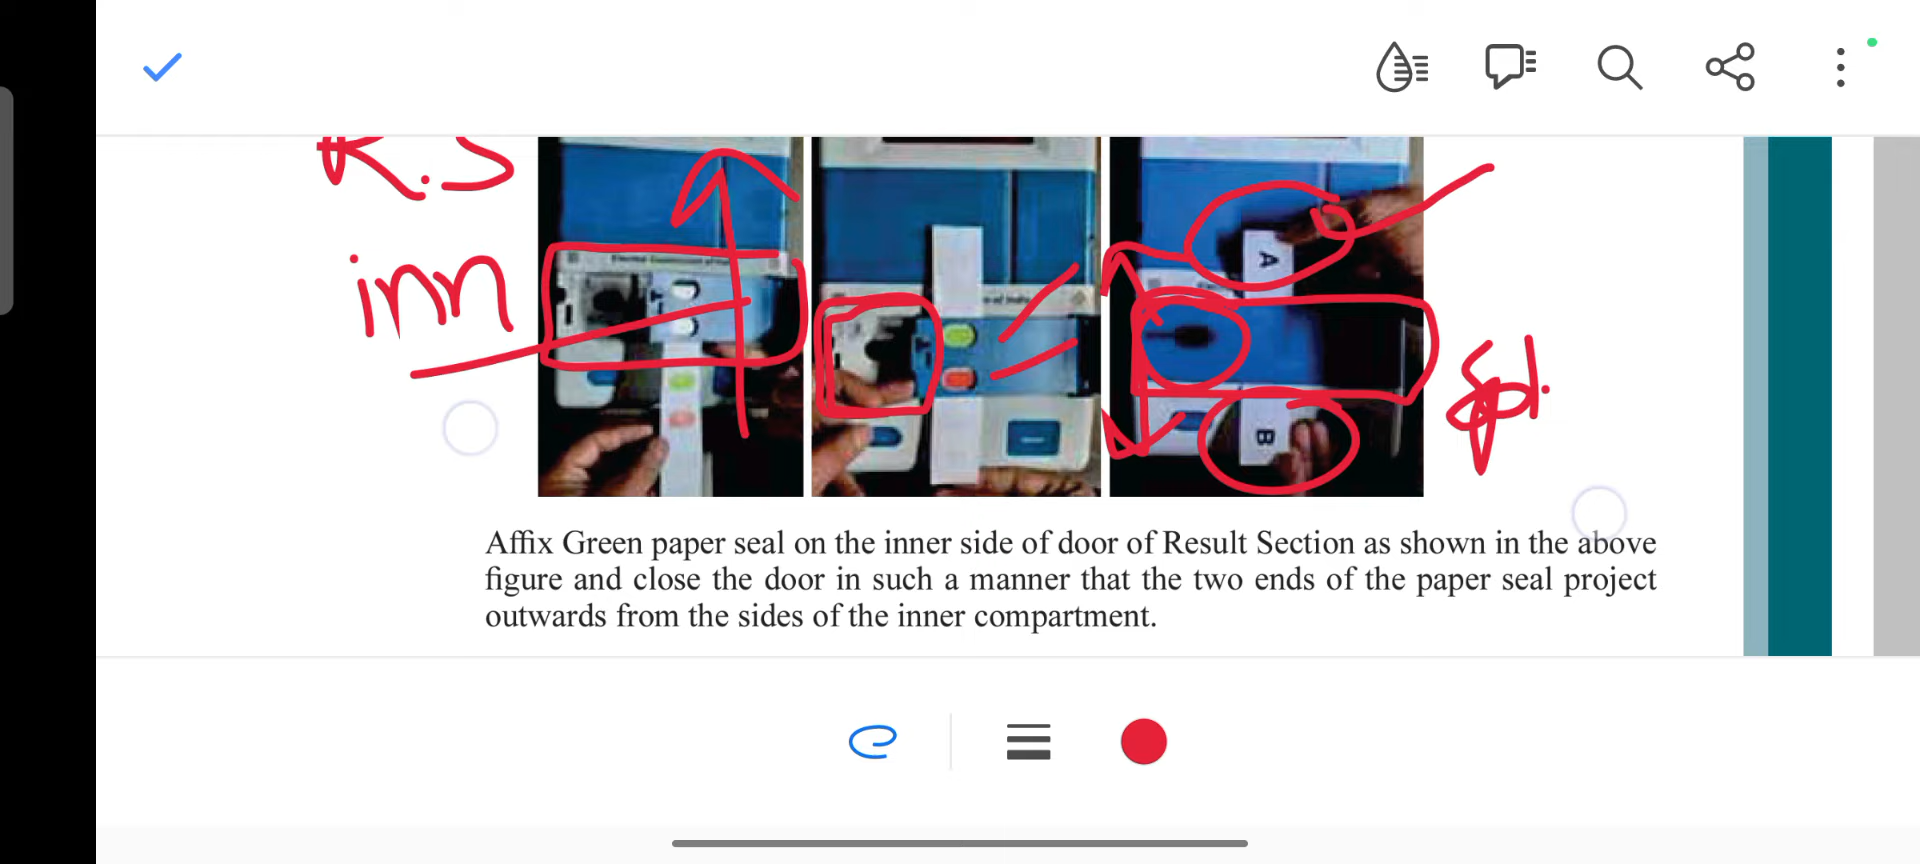 R.S
inn
A
B
Spl.
Affix Green paper seal on the inner side of door of Result Section as shown in the above
figure and close the door in such a manner that the two ends of the paper seal project
outwards from the sides of the inner compartment.